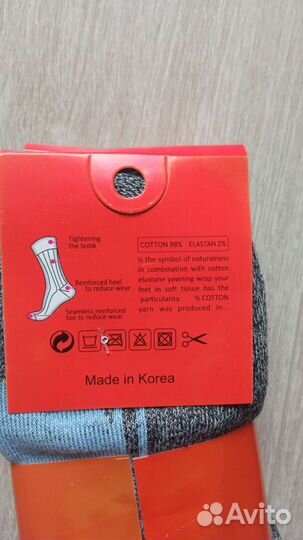 Tightening
the lastik
Reinforced heel
to reduce wear
Seamless reinforced
toe to reduce wear
COTTON 98% ELASTAN 2%
Is the symbol of naturainess
in combination with cotton
elastane yawning wrap your
feet in soft tissue has the
particularity. % COTTON
yarn was produced in...
Made in Korea
Avito